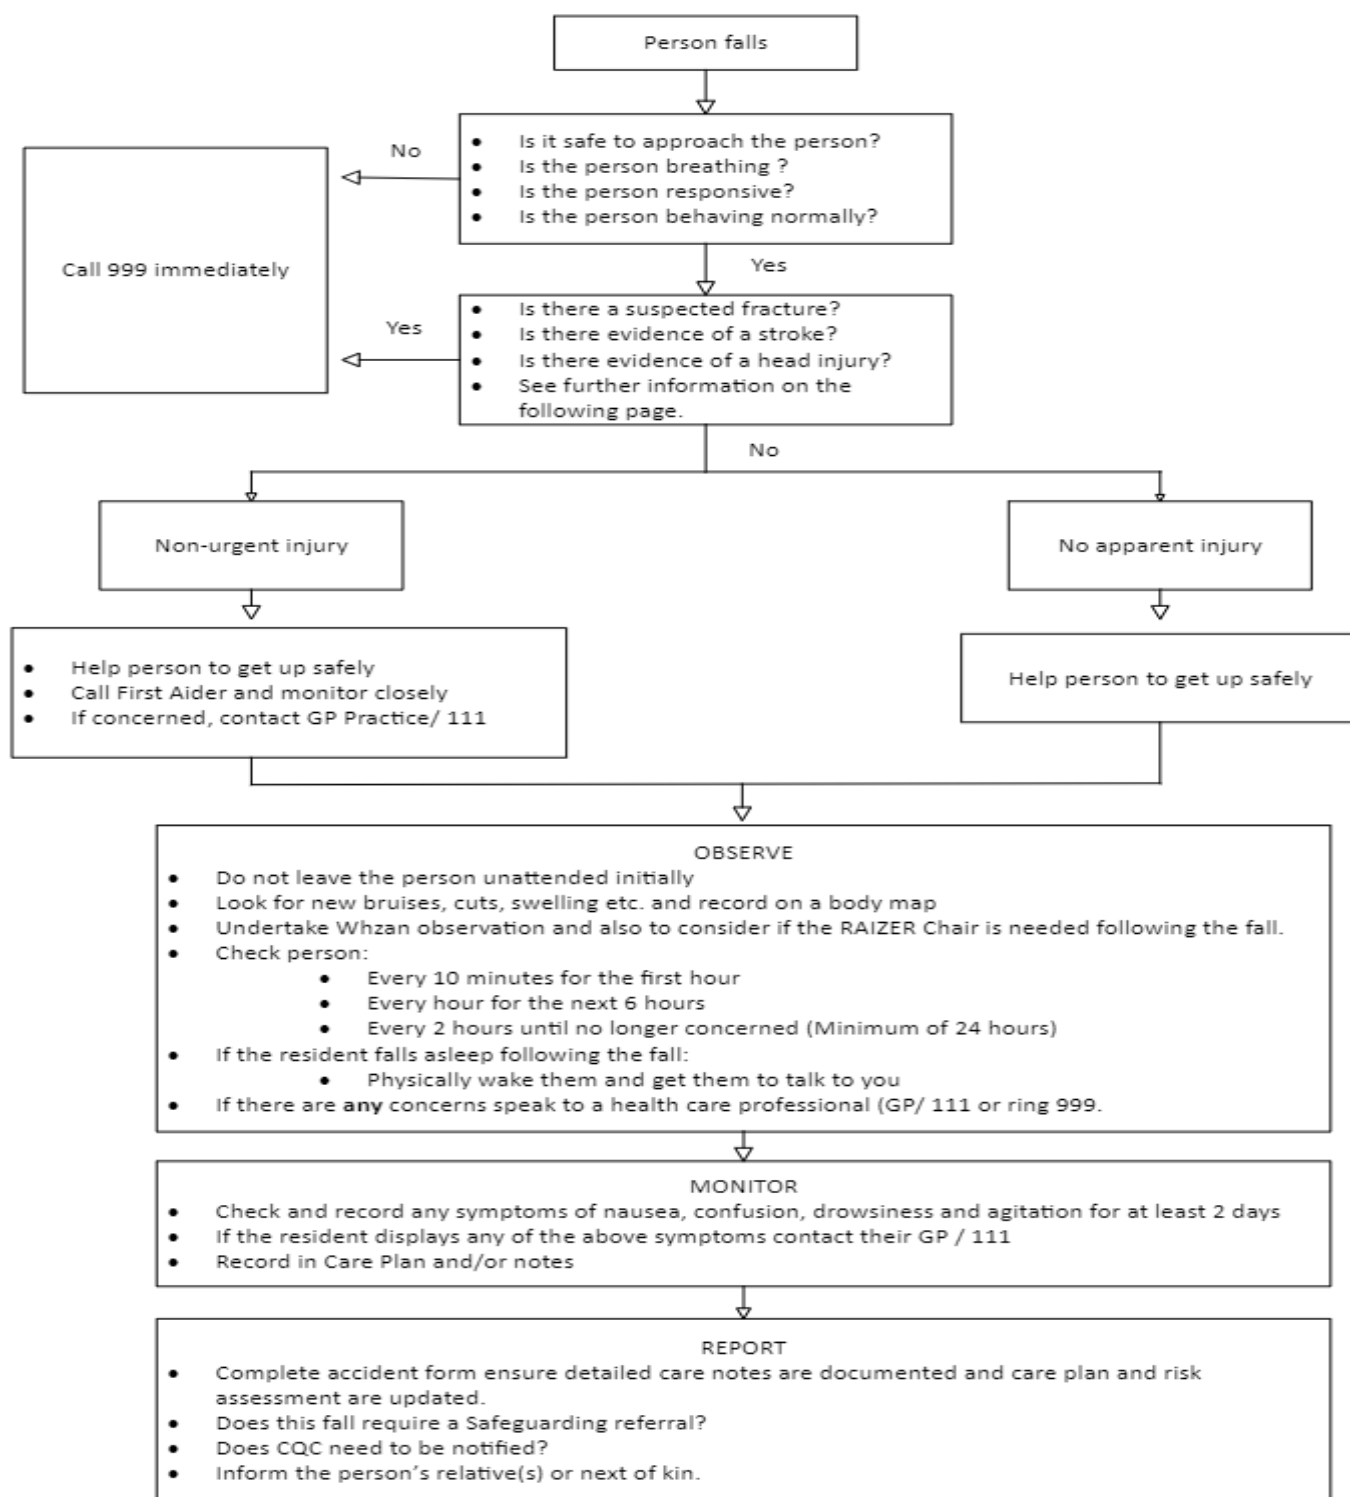 Person falls
Is it safe to approach the person?
No
Is the person breathing ?
Is the person responsive?
Is the person behaving normally?
Call 999 immediately
Yes
Is there a suspected fracture?
Yes
Is there evidence of a stroke?
Is there evidence of a head injury?
See further information on the
following page.
No
Non-urgent injury
No apparent injury
Help person to get up safely
Call First Aider and monitor closely
If concerned, contact GP Practice/ 111
Help person to get up safely
OBSERVE
Do not leave the person unattended initially
Look for new bruises, cuts, swelling etc. and record on a body map
Undertake Whzan observation and also to consider if the RAIZER Chair is needed following the fall.
Check person:
Every 10 minutes for the first hour
Every hour for the next 6 hours
Every 2 hours until no longer concerned (Minimum of 24 hours)
If the resident falls asleep following the fall:
Physically wake them and get them to talk to you
If there are any concerns speak to a health care professional (GP/ 111 or ring 999.
MONITOR
Check and record any symptoms of nausea, confusion, drowsiness and agitation for at least 2 days
If the resident displays any of the above symptoms contact their GP / 111
Record in Care Plan and/or notes
REPORT
Complete accident form ensure detailed care notes are documented and care plan and risk
assessment are updated.
Does this fall require a Safeguarding referral?
Does CQC need to be notified?
Inform the person's relative(s) or next of kin.